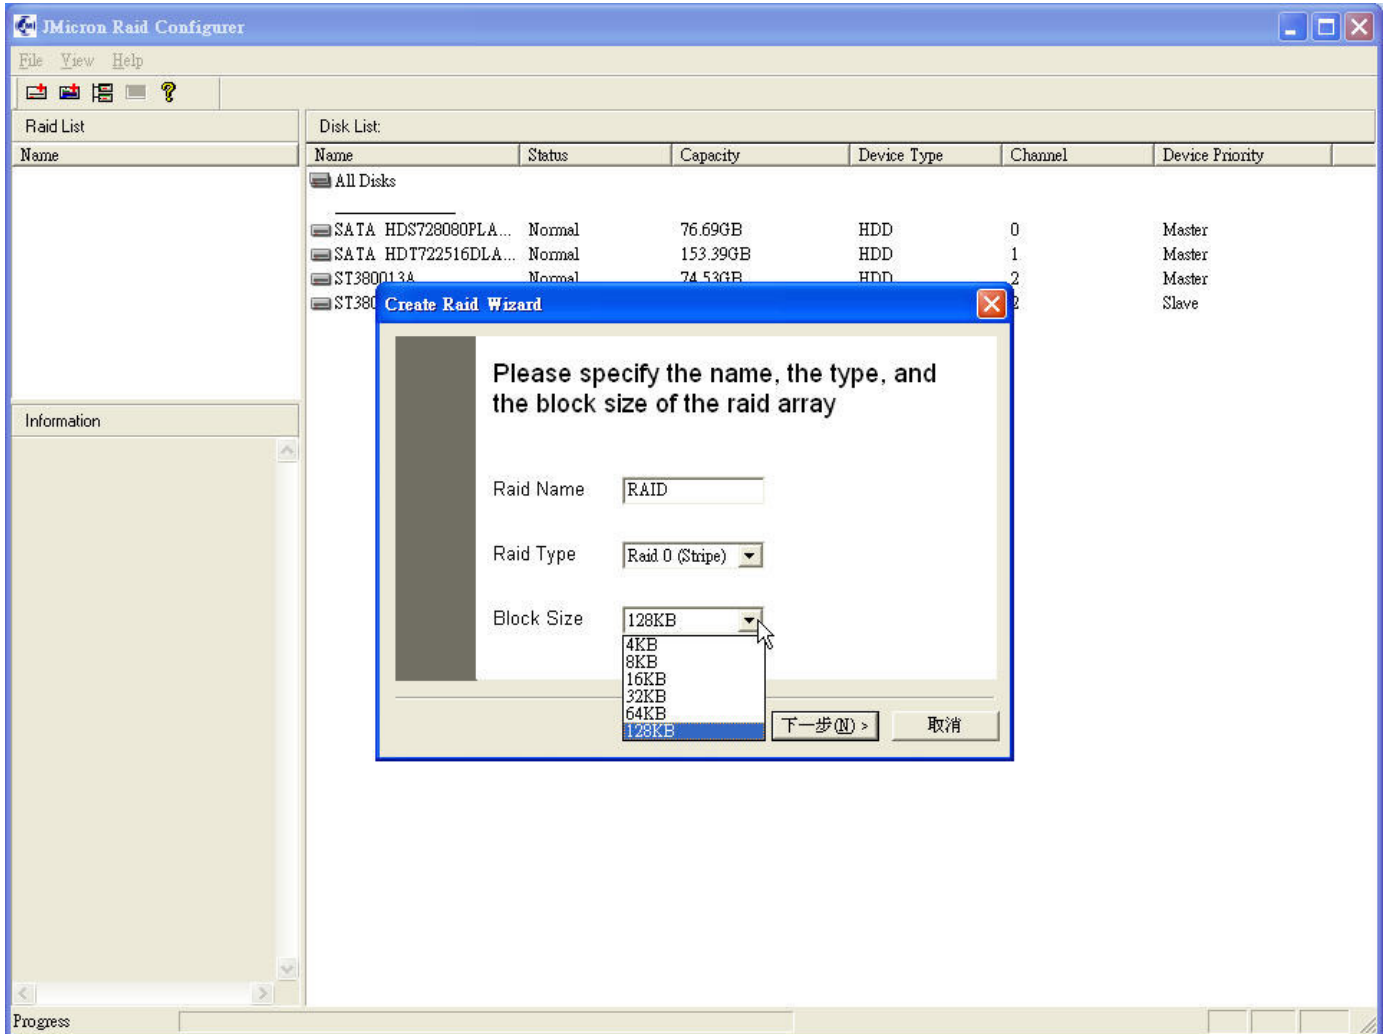 JMicron Raid Configurer
File View Help
Raid List
Disk List:
Name
Name Status Capacity Device Type Channel Device Priority
All Disks
SATA HDS728080PLA... Normal 76.69GB HDD 0 Master
SATA HDT722516DLA... Normal 153.39GB HDD 1 Master
ST380013A Normal 74.53GB HDD 2 Master
ST380 2 Slave
Create Raid Wizard
Please specify the name, the type, and
the block size of the raid array
Information
Raid Name RAID
Raid Type Raid 0 (Stripe)
Block Size 128KB
4KB
8KB
16KB
32KB
64KB
128KB
下一步(N) >
取消
Progress